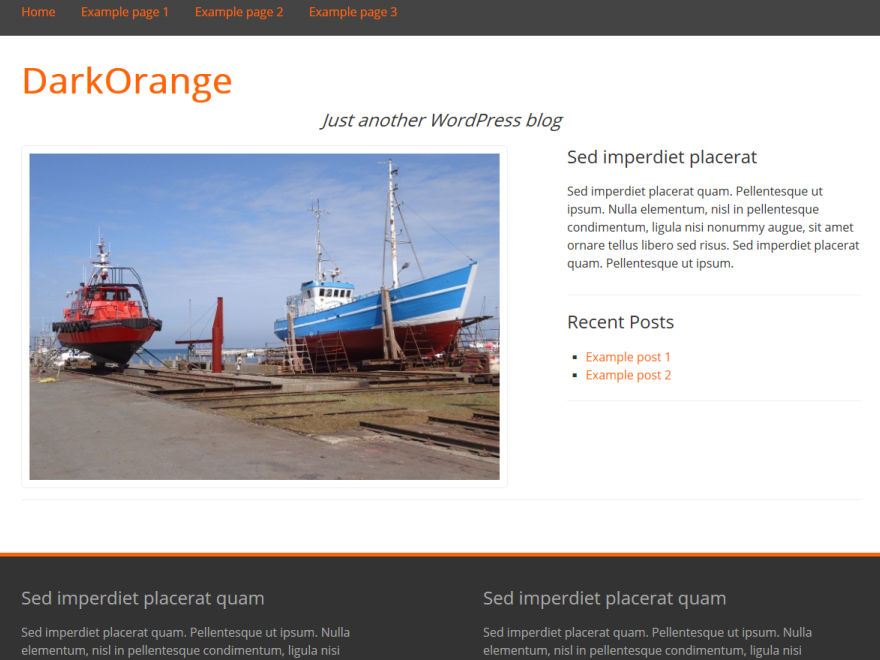 Home Example page 1 Example page 2 Example page 3
DarkOrange
Just another WordPress blog
Sed imperdiet placerat
Sed imperdiet placerat quam. Pellentesque ut
ipsum. Nulla elementum, nisl in pellentesque
condimentum, ligula nisi nonummy augue, sit amet
ornare tellus libero sed risus. Sed imperdiet placerat
quam. Pellentesque ut ipsum.
Recent Posts
Example post 1
Example post 2
Sed imperdiet placerat quam
Sed imperdiet placerat quam. Pellentesque ut ipsum. Nulla
elementum, nisl in pellentesque condimentum, ligula nisi
Sed imperdiet placerat quam
Sed imperdiet placerat quam. Pellentesque ut ipsum. Nulla
elementum, nisl in pellentesque condimentum, ligula nisi